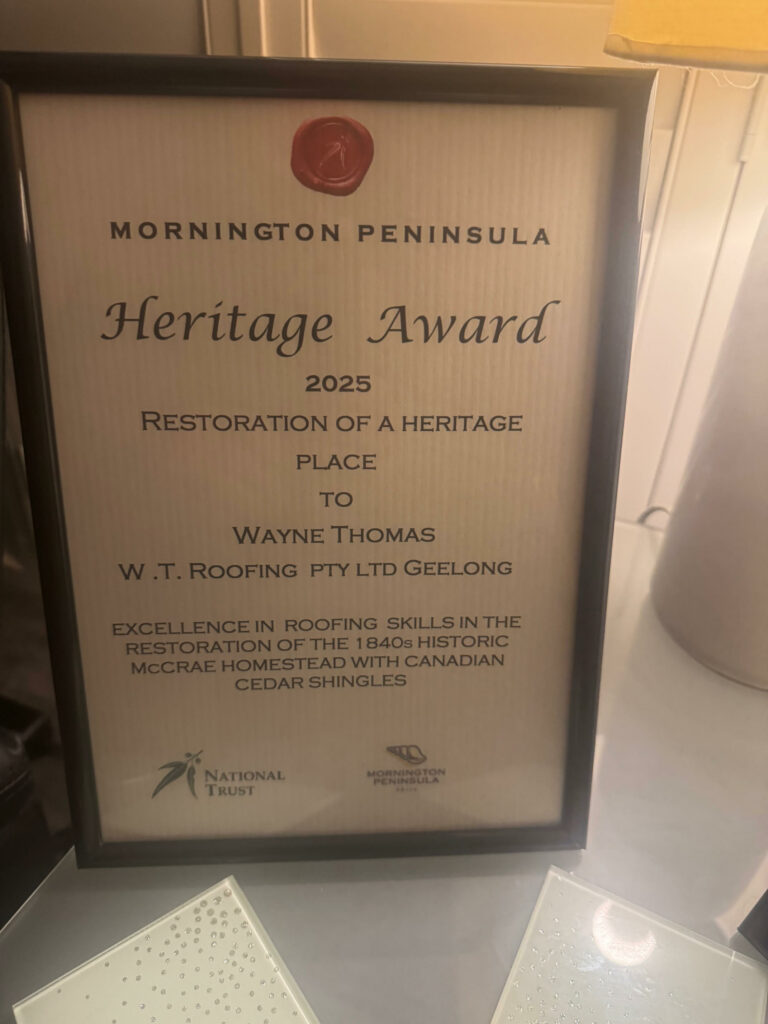 MORNINGTON PENINSULA
Heritage Award
2025
RESTORATION OF A HERITAGE
PLACE
TO
WAYNE THOMAS
W .T. ROOFING PTY LTD GEELONG
EXCELLENCE IN ROOFING SKILLS IN THE
RESTORATION OF THE 1840s HISTORIC
MCCRAE HOMESTEAD WITH CANADIAN
CEDAR SHINGLES
NATIONAL
TRUST
MORNINGTON
PENINSULA